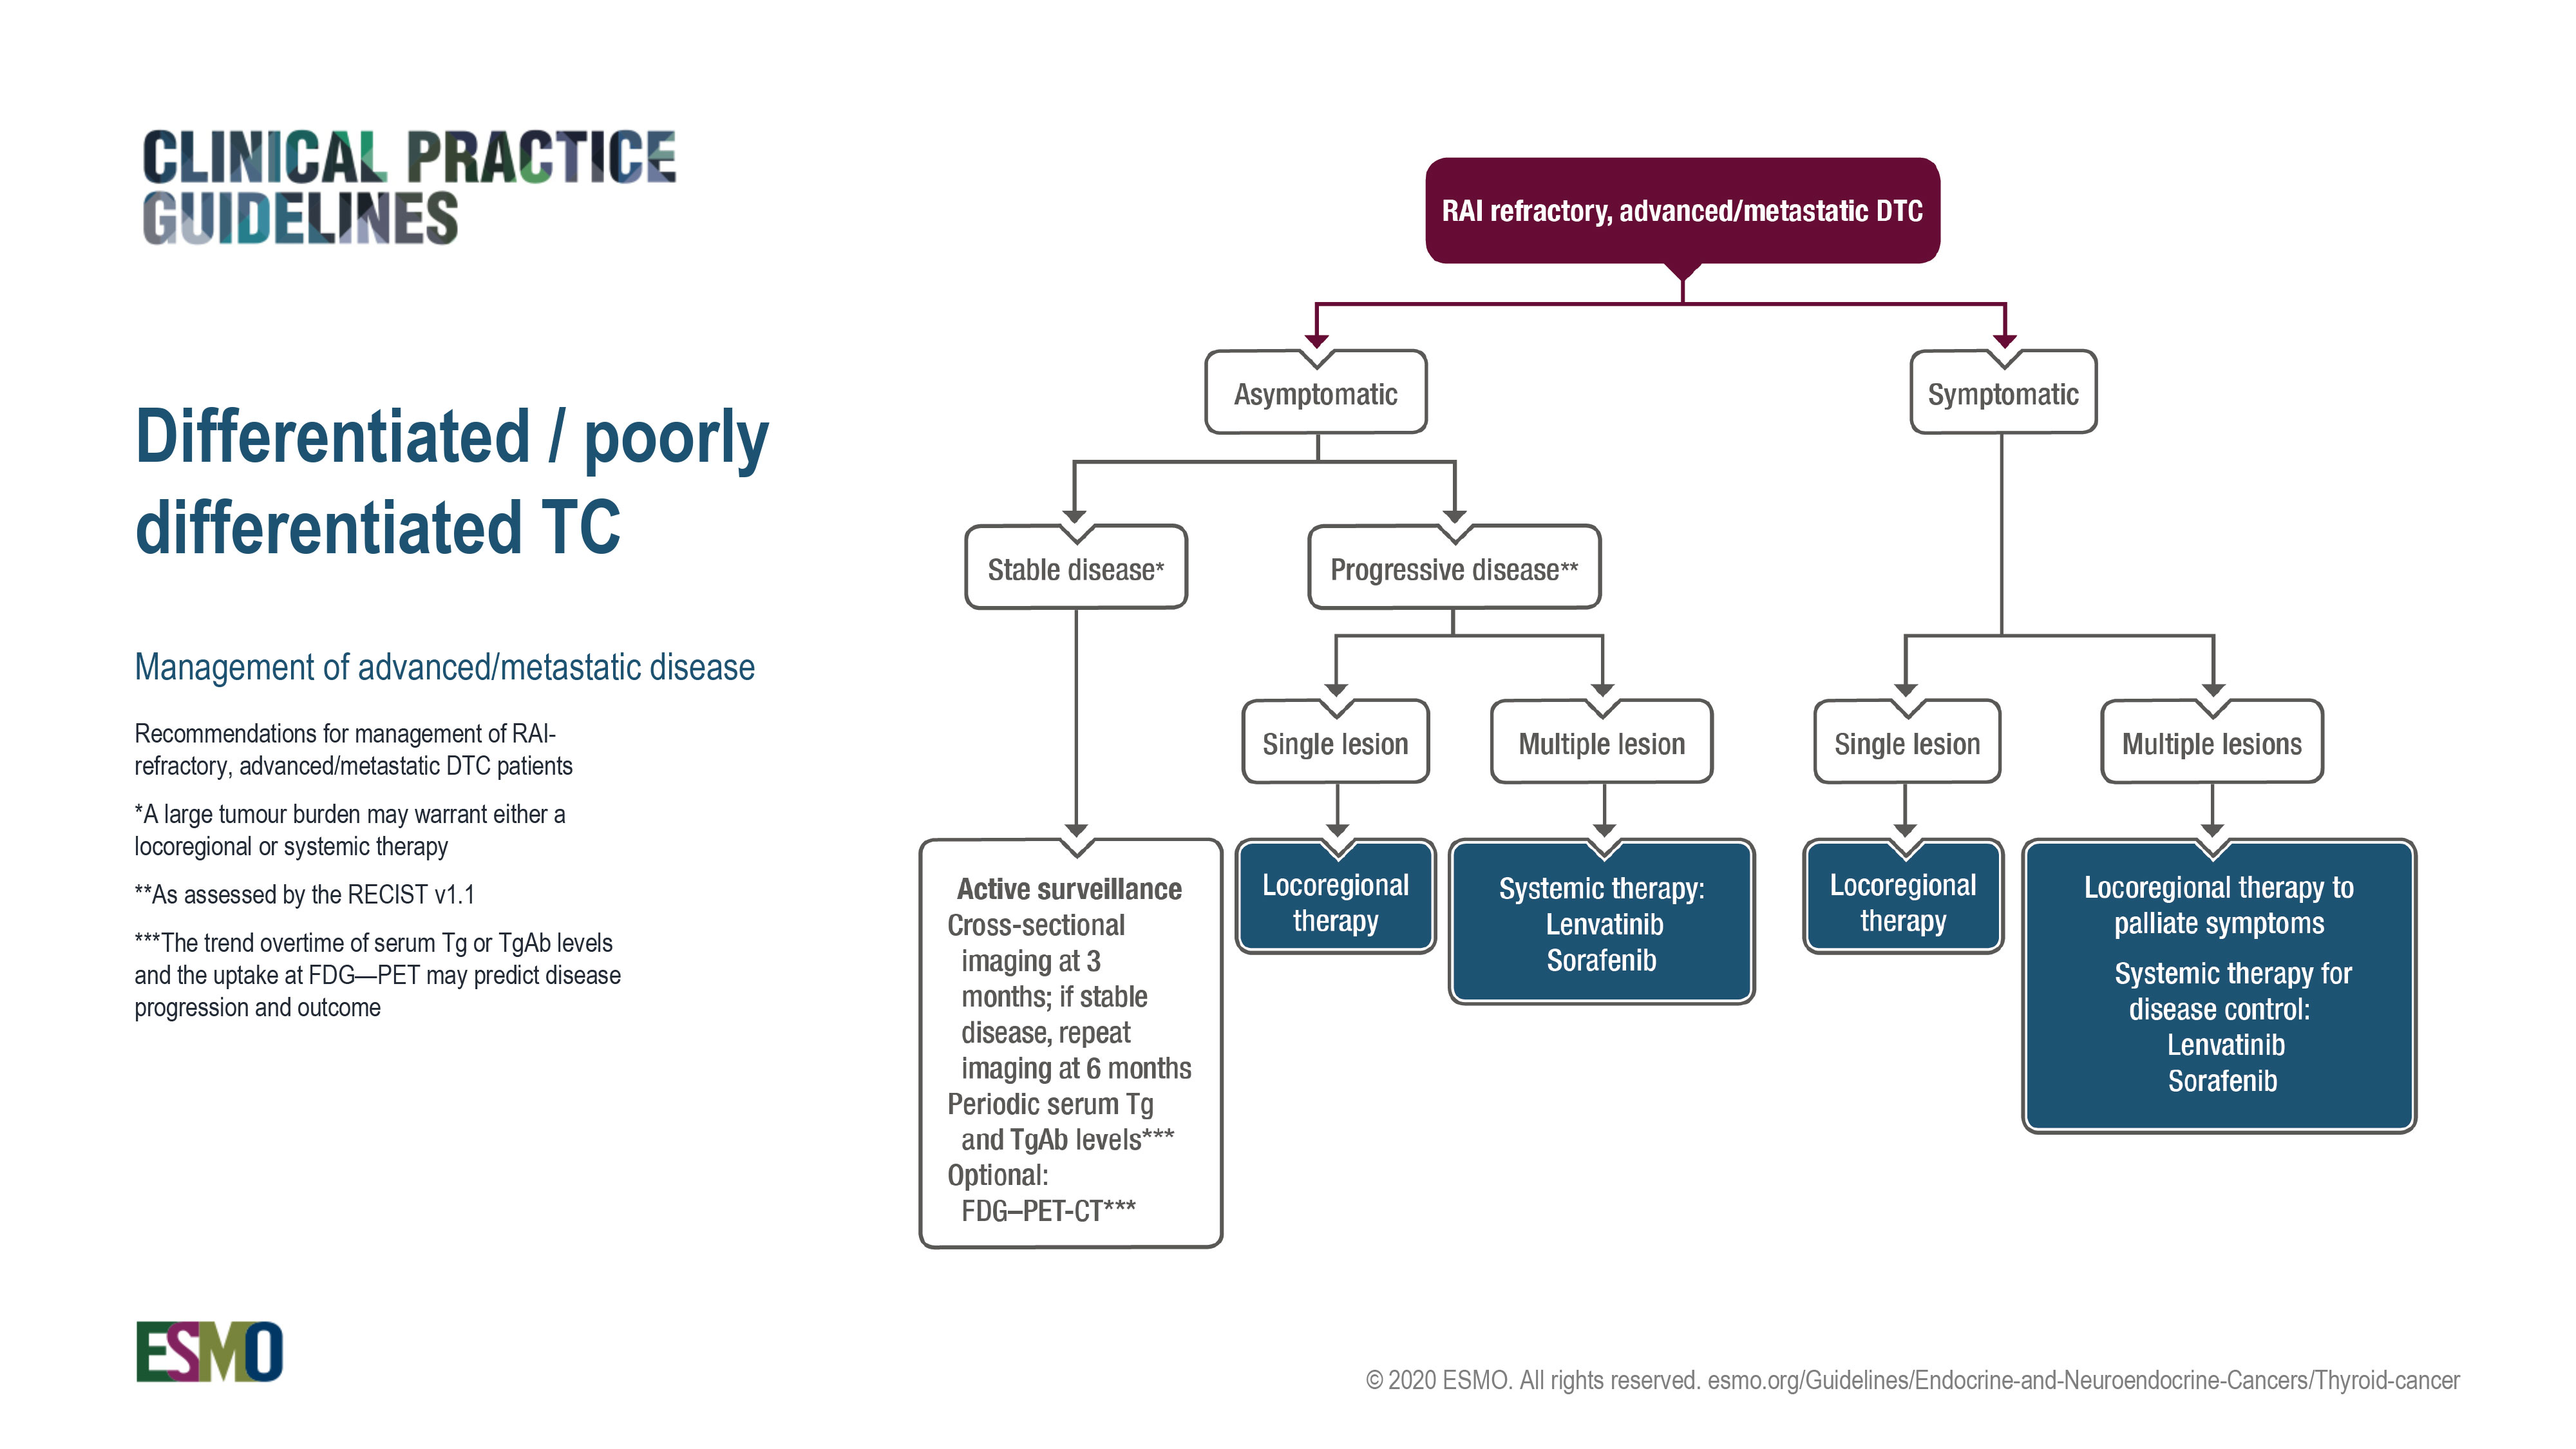 CLINICAL PRACTICE
GUIDELINES
Differentiated / poorly
differentiated TC
Management of advanced/metastatic disease
Recommendations for management of RAI-
refractory, advanced/metastatic DTC patients
*A large tumour burden may warrant either a
locoregional or systemic therapy
**As assessed by the RECIST v1.1
***The trend overtime of serum Tg or TgAb levels
and the uptake at FDG—PET may predict disease
progression and outcome
RAI refractory, advanced/metastatic DTC
Asymptomatic
Symptomatic
Stable disease*
Progressive disease**
Single lesion
Multiple lesion
Single lesion
Multiple lesions
Active surveillance
Cross-sectional
imaging at 3
months; if stable
disease, repeat
imaging at 6 months
Periodic serum Tg
and TgAb levels***
Optional:
FDG–PET-CT***
Locoregional
therapy
Systemic therapy:
Lenvatinib
Sorafenib
Locoregional
therapy
Locoregional therapy to
palliate symptoms
Systemic therapy for
disease control:
Lenvatinib
Sorafenib
ESMO
© 2020 ESMO. All rights reserved. esmo.org/Guidelines/Endocrine-and-Neuroendocrine-Cancers/Thyroid-cancer